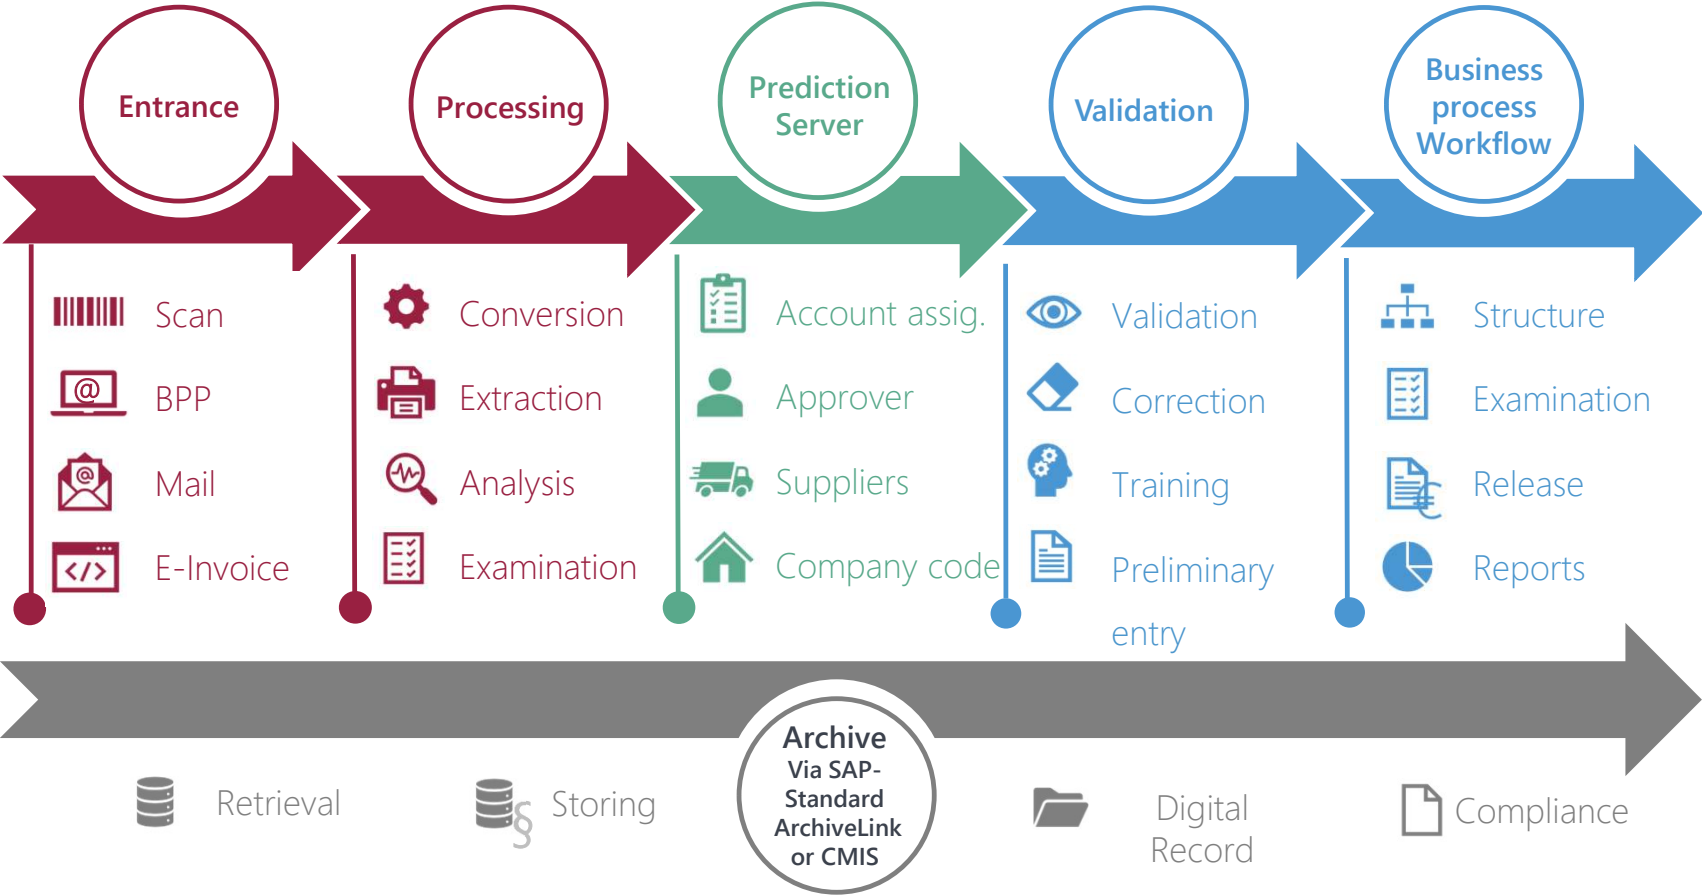 Entrance
Processing
Prediction
Server
Validation
Business
process
Workflow
Scan
BPP
Mail
E-Invoice
Conversion
Extraction
Analysis
Examination
Account assig.
Approver
Suppliers
Company code
Validation
Correction
Training
Preliminary
entry
Structure
Examination
Release
Reports
Archive
Via SAP-
Standard
ArchiveLink
or CMIS
Retrieval
§
Storing
Digital
Record
Compliance